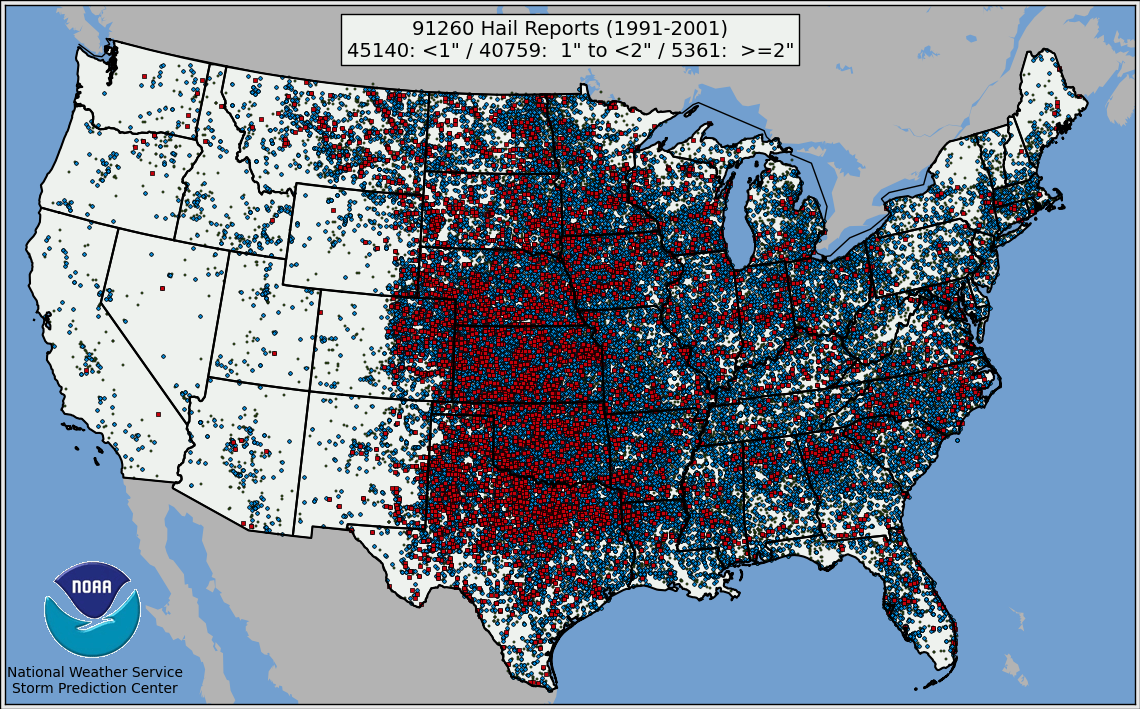 91260 Hail Reports (1991-2001)
45140: <1" / 40759:  1" to <2" / 5361:  >=2"
NOAA
National Weather Service
Storm Prediction Center